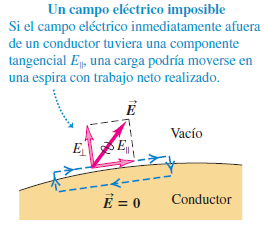 Un campo eléctrico imposible
Si el campo eléctrico inmediatamente afuera
de un conductor tuviera una componente
tangencial E∥, una carga podría moverse en
una espira con trabajo neto realizado.
E⃗
Vacío
E⊥
E∥
E⃗ = 0
Conductor